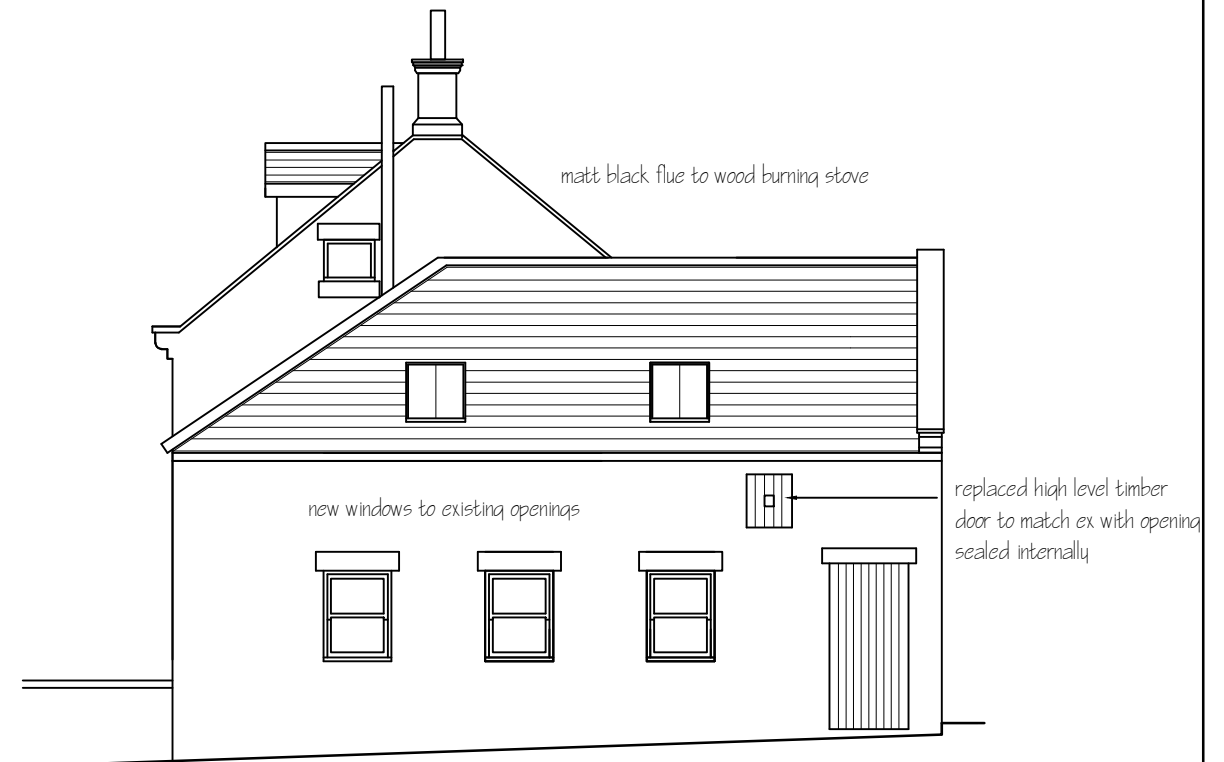 matt black flue to wood burning stove
new windows to existing openings
replaced high level timber
door to match ex with opening
sealed internally